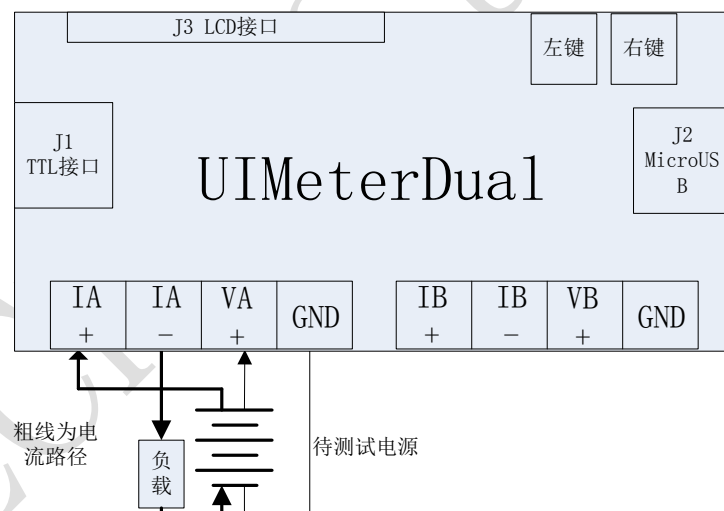 J3 LCD接口
左键
右键
J1
TTL接口
J2
MicroUS
B
UIMeterDual
IA
+
IA
−
VA
+
GND
IB
+
IB
−
VB
+
GND
粗线为电
流路径
负
载
待测试电源